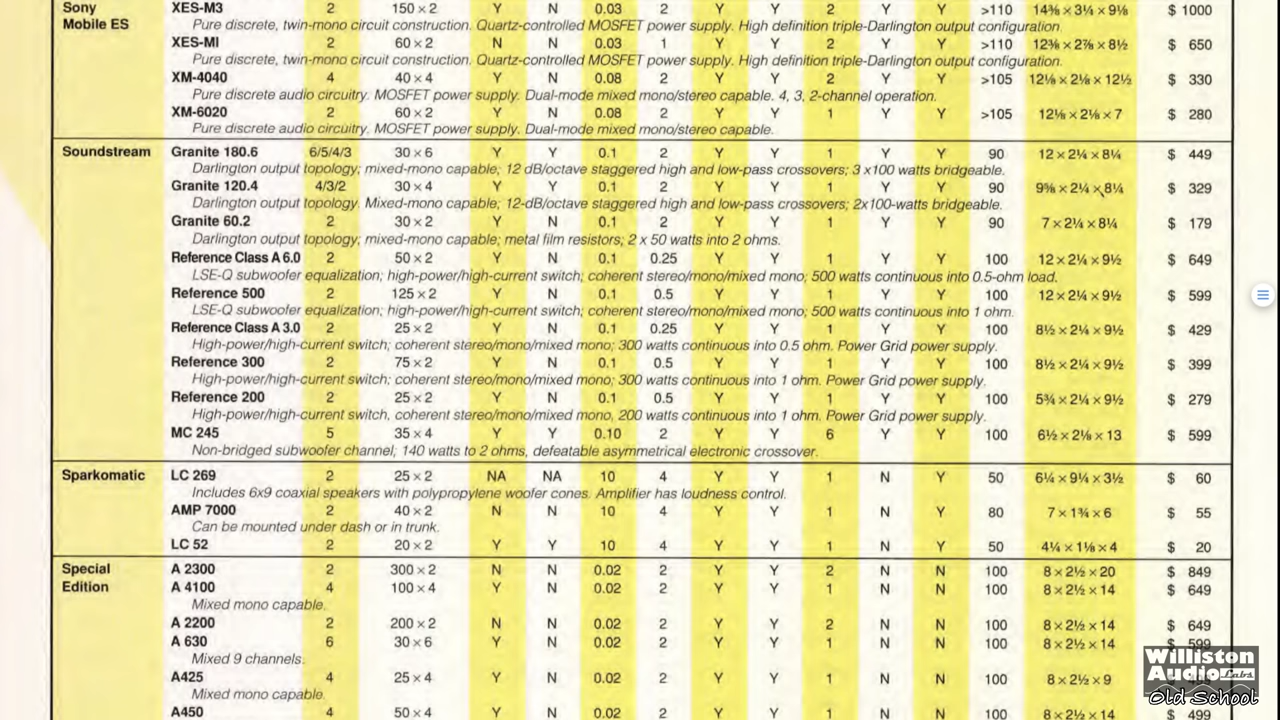 Sony XES-M3 2 150 × 2 Y N 0.03 2 Y Y 2 Y Y >110 14⅜ × 3¼ × 9⅛ $ 1000
Mobile ES Pure discrete, twin-mono circuit construction. Quartz-controlled MOSFET power supply. High definition triple-Darlington output configuration.
XES-MI 2 60 × 2 N N 0.03 1 Y Y 2 Y Y >110 12⅜ × 2⅞ × 8½ $ 650
Pure discrete, twin-mono circuit construction. Quartz-controlled MOSFET power supply. High definition triple-Darlington output configuration.
XM-4040 4 40 × 4 Y N 0.08 2 Y Y 2 Y Y >105 12⅛ × 2⅛ × 12½ $ 330
Pure discrete audio circuitry. MOSFET power supply. Dual-mode mixed mono/stereo capable. 4, 3, 2-channel operation.
XM-6020 2 60 × 2 Y N 0.08 2 Y Y 1 Y Y >105 12⅛ × 2⅛ × 7 $ 280
Pure discrete audio circuitry. MOSFET power supply. Dual-mode mixed mono/stereo capable.
Soundstream Granite 180.6 6/5/4/3 30 × 6 Y Y 0.1 2 Y Y 1 Y Y 90 12 × 2¼ × 8¼ $ 449
Darlington output topology; mixed-mono capable; 12 dB/octave staggered high and low-pass crossovers; 3 x100 watts bridgeable.
Granite 120.4 4/3/2 30 × 4 Y Y 0.1 2 Y Y 1 Y Y 90 9⅝ × 2¼ × 8¼ $ 329
Darlington output topology. Mixed-mono capable; 12-dB/octave staggered high and low-pass crossovers; 2x100-watts bridgeable.
Granite 60.2 2 30 × 2 Y N 0.1 2 Y Y 1 Y Y 90 7 × 2¼ × 8¼ $ 179
Darlington output topology; mixed-mono capable; metal film resistors; 2 x 50 watts into 2 ohms.
Reference Class A 6.0 2 50 × 2 Y N 0.1 0.25 Y Y 1 Y Y 100 12 × 2¼ × 9½ $ 649
LSE-Q subwoofer equalization; high-power/high-current switch; coherent stereo/mono/mixed mono; 500 watts continuous into 0.5-ohm load.
Reference 500 2 125 × 2 Y N 0.1 0.5 Y Y 1 Y Y 100 12 × 2¼ × 9½ $ 599
LSE-Q subwoofer equalization; high-power/high-current switch; coherent stereo/mono/mixed mono; 500 watts continuous into 1 ohm.
Reference Class A 3.0 2 25 × 2 Y N 0.1 0.25 Y Y 1 Y Y 100 8½ × 2¼ × 9½ $ 429
High-power/high-current switch; coherent stereo/mono/mixed mono; 300 watts continuous into 0.5 ohm. Power Grid power supply.
Reference 300 2 75 × 2 Y N 0.1 0.5 Y Y 1 Y Y 100 8½ × 2¼ × 9½ $ 399
High-power/high-current switch; coherent stereo/mono/mixed mono; 300 watts continuous into 1 ohm. Power Grid power supply.
Reference 200 2 25 × 2 Y N 0.1 0.5 Y Y 1 Y Y 100 5¾ × 2¼ × 9½ $ 279
High-power/high-current switch, coherent stereo/mono/mixed mono, 200 watts continuous into 1 ohm. Power Grid power supply.
MC 245 5 35 × 4 Y Y 0.10 2 Y Y 6 Y Y 100 6½ × 2⅛ × 13 $ 599
Non-bridged subwoofer channel; 140 watts to 2 ohms, defeatable asymmetrical electronic crossover.
Sparkomatic LC 269 2 25 × 2 NA NA 10 4 Y Y 1 N Y 50 6¼ × 9¼ × 3½ $ 60
Includes 6x9 coaxial speakers with polypropylene woofer cones. Amplifier has loudness control.
AMP 7000 2 40 × 2 N N 10 4 Y Y 1 N Y 80 7 × 1¾ × 6 $ 55
Can be mounted under dash or in trunk.
LC 52 2 20 × 2 Y Y 10 4 Y Y 1 N Y 50 4¼ × 1⅛ × 4 $ 20
Special A 2300 2 300 × 2 N N 0.02 2 Y Y 2 N N 100 8 × 2½ × 20 $ 849
Edition A 4100 4 100 × 4 Y N 0.02 2 Y Y 1 N N 100 8 × 2½ × 14 $ 649
Mixed mono capable.
A 2200 2 200 × 2 N N 0.02 2 Y Y 2 N N 100 8 × 2½ × 14 $ 649
A 630 6 30 × 6 Y N 0.02 2 Y Y 1 N N 100 8 × 2½ × 14 $ 599
Mixed 9 channels.
A425 4 25 × 4 Y N 0.02 2 Y Y 1 N N 100 8 × 2½ × 9
Mixed mono capable.
A450 4 50 × 4 Y N 0.02 2 Y Y 1 N N 100 8 × 2½ × 14 $ 499
Williston
Audio Labs
Old School